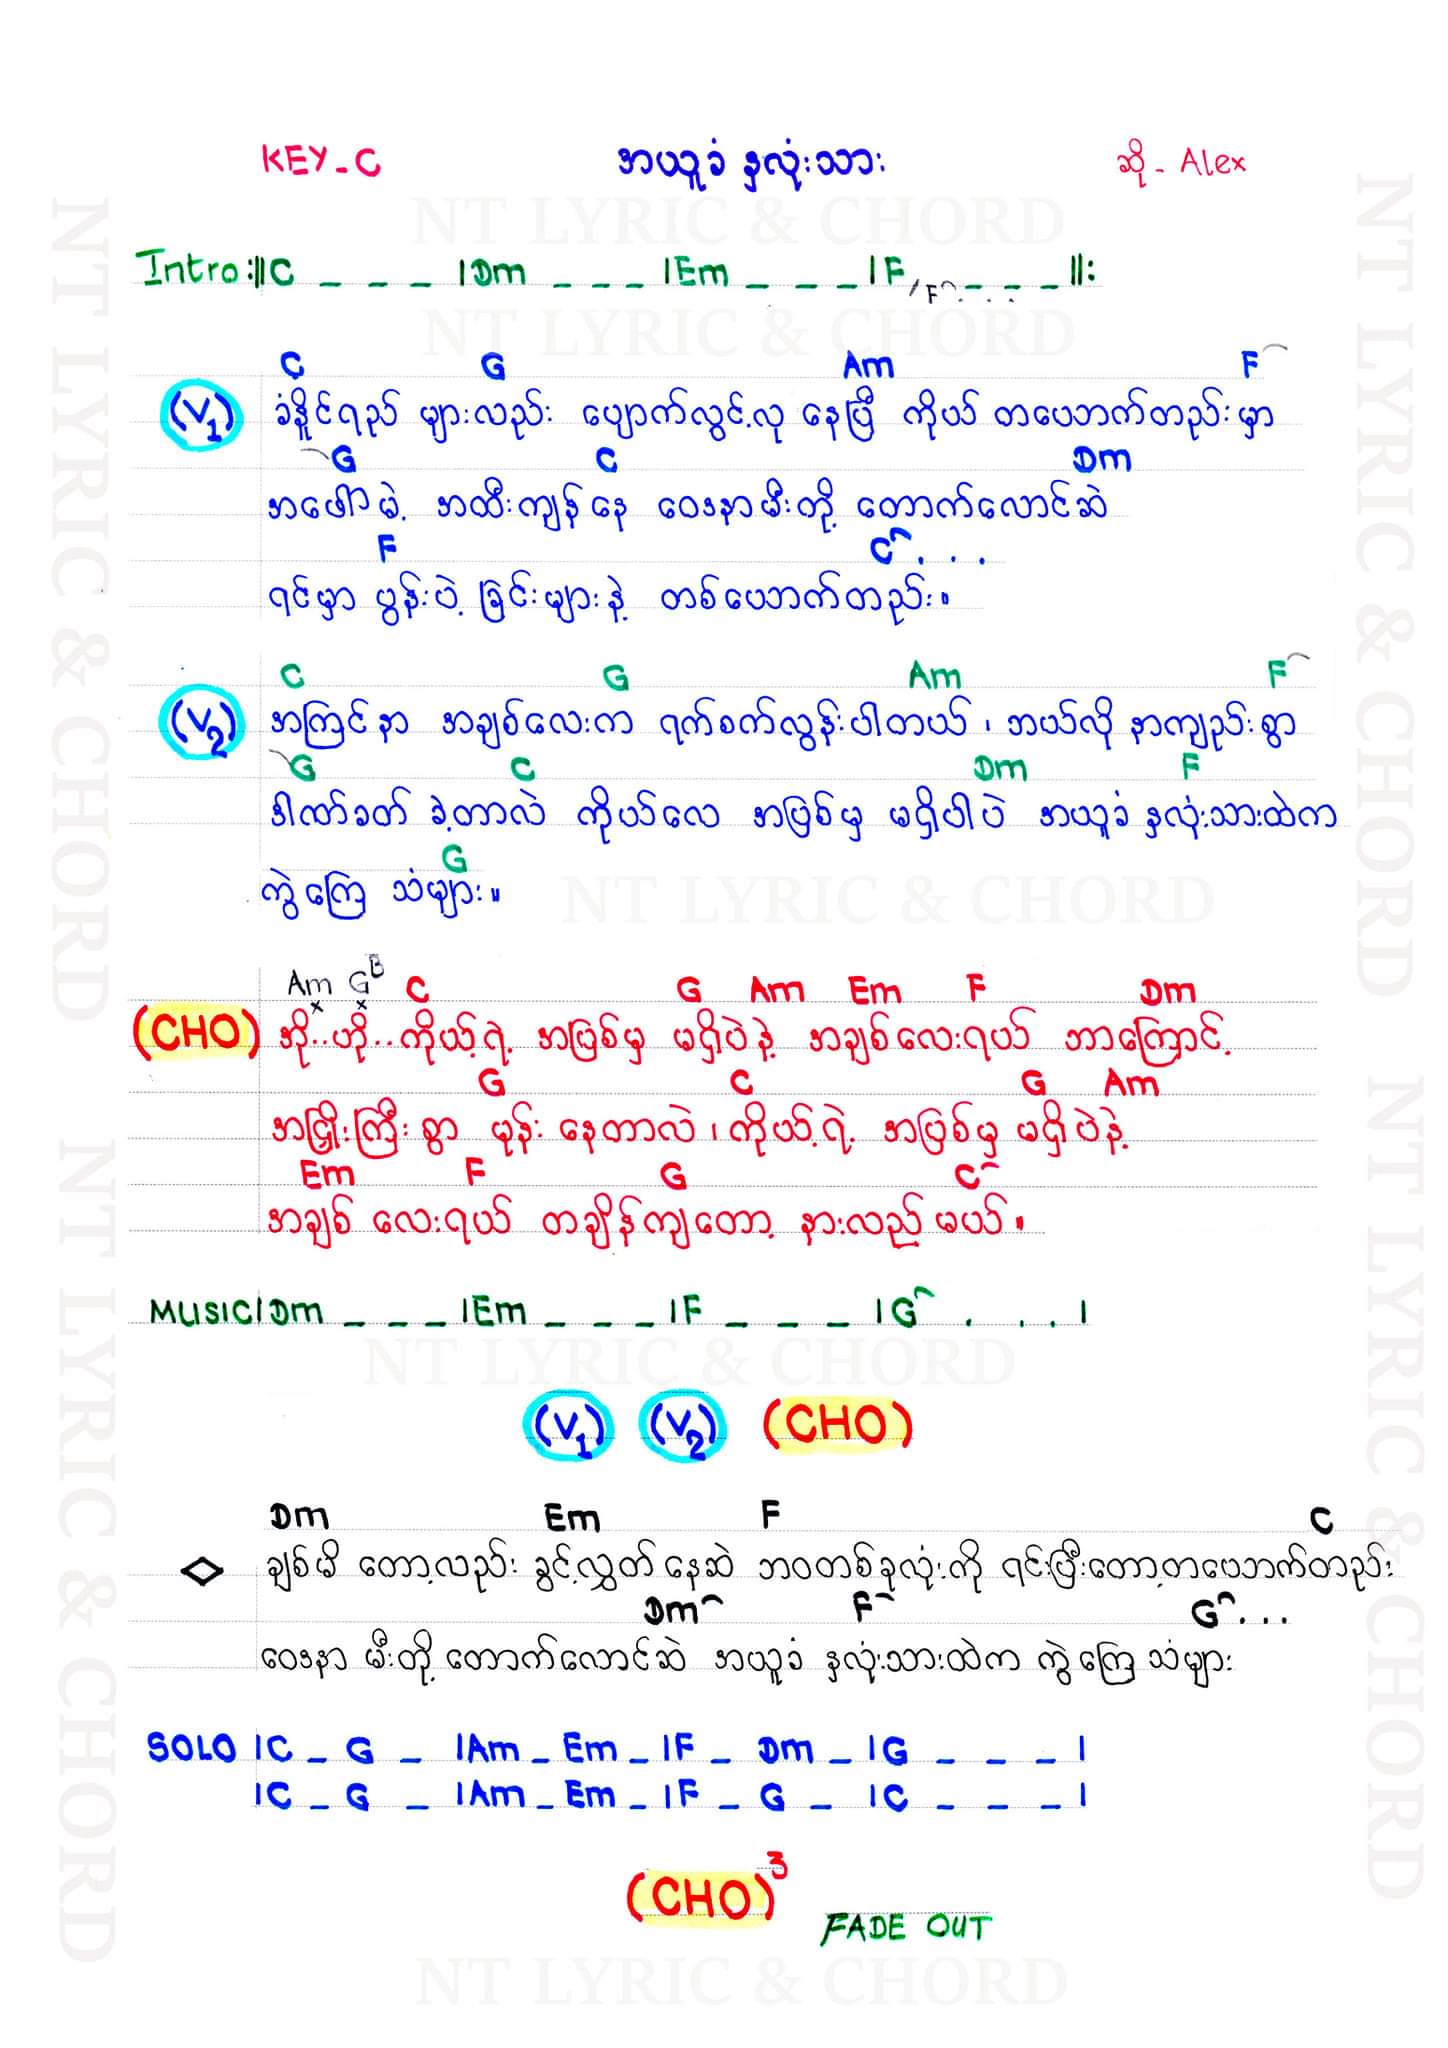 KEY - C အယူခံ နှလုံးသား ဆို - Alex
Intro :||C _ _ _ |Dm _ _ _ |Em _ _ _ |F / F . . . _ _ _ ||:
C G Am F
(V1) ခံနိူင်ရည် များလည်း ပျောက်လွင့်လု နေပြီ ကိုယ် တယောက်တည်းမှာ
G C Dm
အဖေါ်မဲ့ အထီးကျန်နေ ဝေဒနာမီးတို့ တောက်လောင်ဆဲ
F C . . .
ရင်မှာ ပွန်းပဲ့ ခြင်းများနဲ့ တစ်ယောက်တည်း။
C G Am F
(V2) အကြင်နာ အချစ်လေးက ရက်စက်လွန်းပါတယ် ၊ ဘယ်လို နာကျည်းစွာ
G C Dm F
ဒါဏ်ခတ် ခဲ့တာလဲ ကိုယ်လေ အပြစ်မှ မရှိပါပဲ အယူခံ နှလုံးသားထဲက
G
ကွဲကြေ သံများ။
Am G B C G Am Em F Dm
(CHO) အို..ဟို..ကိုယ့်ရဲ့ အပြစ်မှ မရှိပဲနဲ့ အချစ်လေးရယ် ဘာကြောင့်
G C G Am
အငြိုးကြီးစွာ မုန်း နေတာလဲ ၊ ကိုယ့်ရဲ့ အပြစ်မှ မရှိပဲနဲ့
Em F G C
အချစ် လေးရယ် တချိန်ကျတော့ နားလည်မယ်။
MUSIC |Dm _ _ _ |Em _ _ _ |F _ _ _ |G . . . |
(V1) (V2) (CHO)
Dm Em F C
ချစ်မိ တော့လည်း ခွင့်လွှတ်နေဆဲ ဘဝတစ်ခုလုံးကို ရင်းပြီးတော့တယောက်တည်း
Dm F G . . .
ဝေဒနာ မီးတို့ တောက်လောင်ဆဲ အယူခံ နှလုံးသားထဲက ကွဲကြေ သံများ
SOLO |C _ G _ |Am _ Em _ |F _ Dm _ |G _ _ _ |
|C _ G _ |Am _ Em _ |F _ G _ |C _ _ _ |
(CHO)3
FADE OUT
NT LYRIC & CHORD